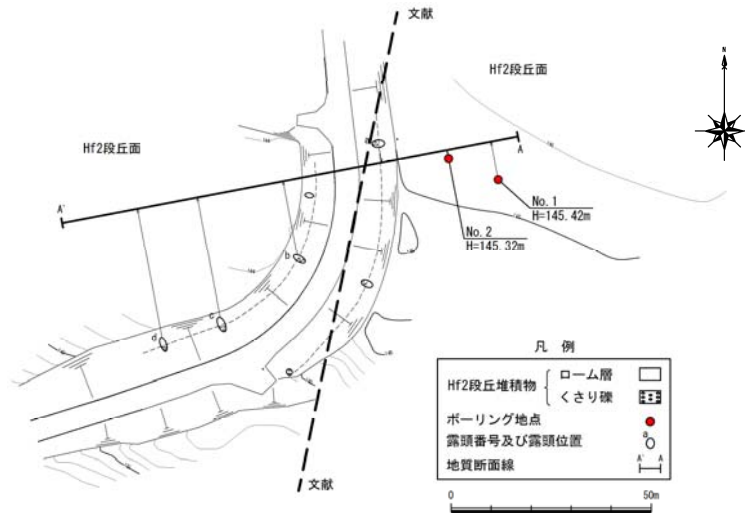 文献
N
Hf2段丘面
Hf2段丘面
a
A
A'
No. 1
H=145.42m
No. 2
H=145.32m
b
c
d
文献
凡 例
Hf2段丘堆積物
ローム層
くさり礫
ボーリング地点
露頭番号及び露頭位置
a
地質断面線
A' A
0 50m